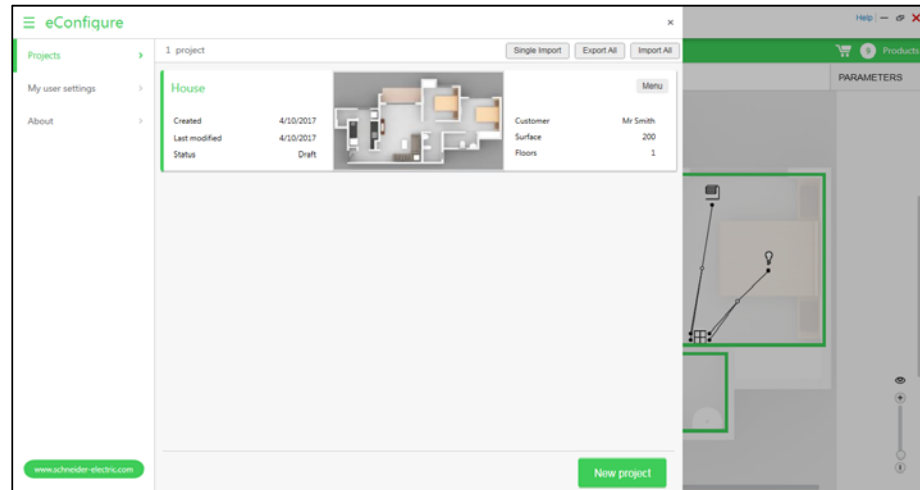 ☰ eConfigure ×
Help
Projects >
1 project Single Import Export All Import All
9 Products
My user settings >
PARAMETERS
House Menu
About >
Created 4/10/2017 Customer Mr Smith
Last modified 4/10/2017 Surface 200
Status Draft Floors 1
www.schneider-electric.com
New project